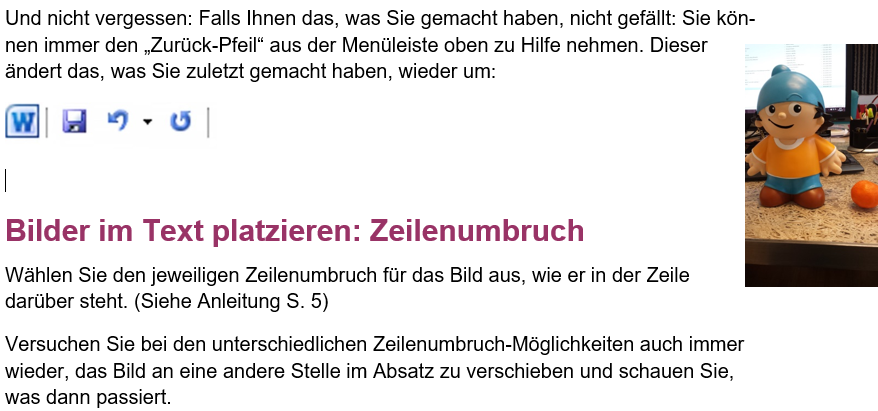 Und nicht vergessen: Falls Ihnen das, was Sie gemacht haben, nicht gefällt: Sie kön-
nen immer den „Zurück-Pfeil“ aus der Menüleiste oben zu Hilfe nehmen. Dieser
ändert das, was Sie zuletzt gemacht haben, wieder um:
W
Bilder im Text platzieren: Zeilenumbruch
Wählen Sie den jeweiligen Zeilenumbruch für das Bild aus, wie er in der Zeile
darüber steht. (Siehe Anleitung S. 5)
Versuchen Sie bei den unterschiedlichen Zeilenumbruch-Möglichkeiten auch immer
wieder, das Bild an eine andere Stelle im Absatz zu verschieben und schauen Sie,
was dann passiert.